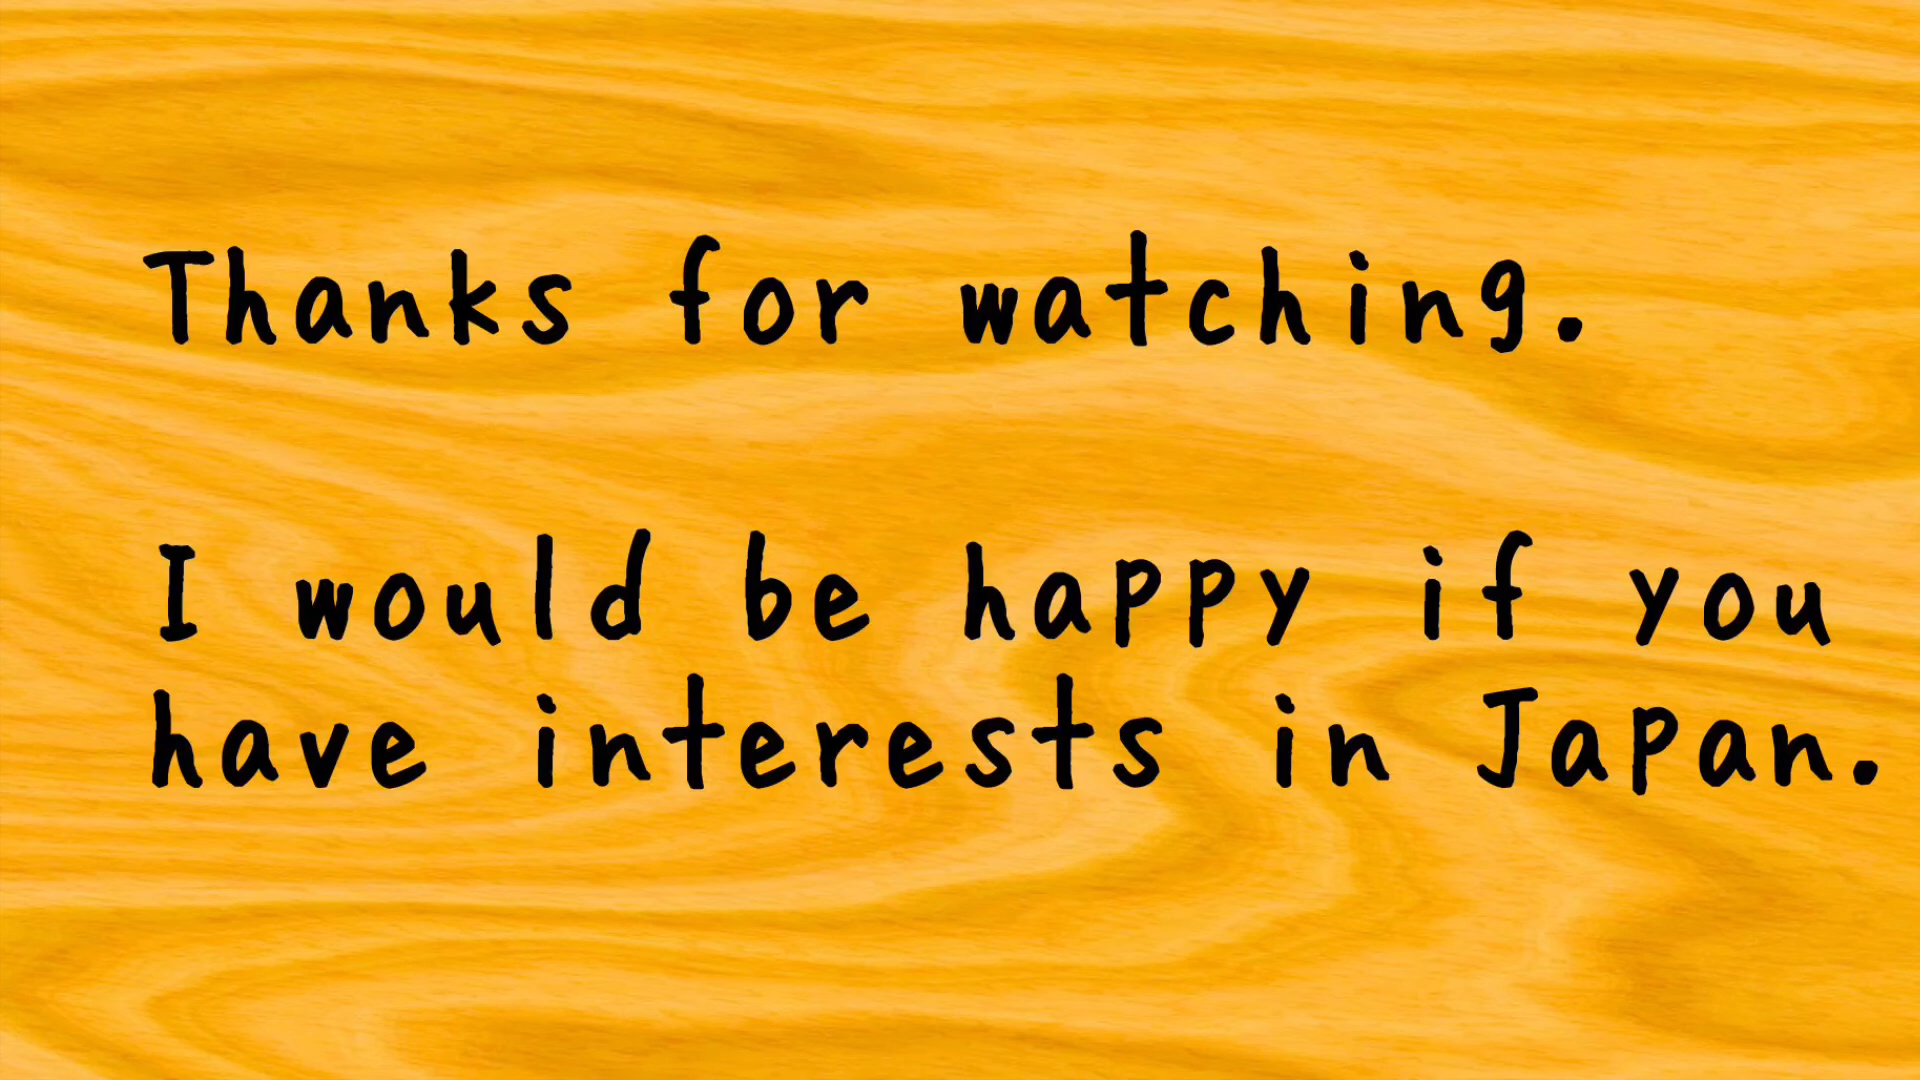 Thanks for watching.
I would be happy if you
have interests in Japan.